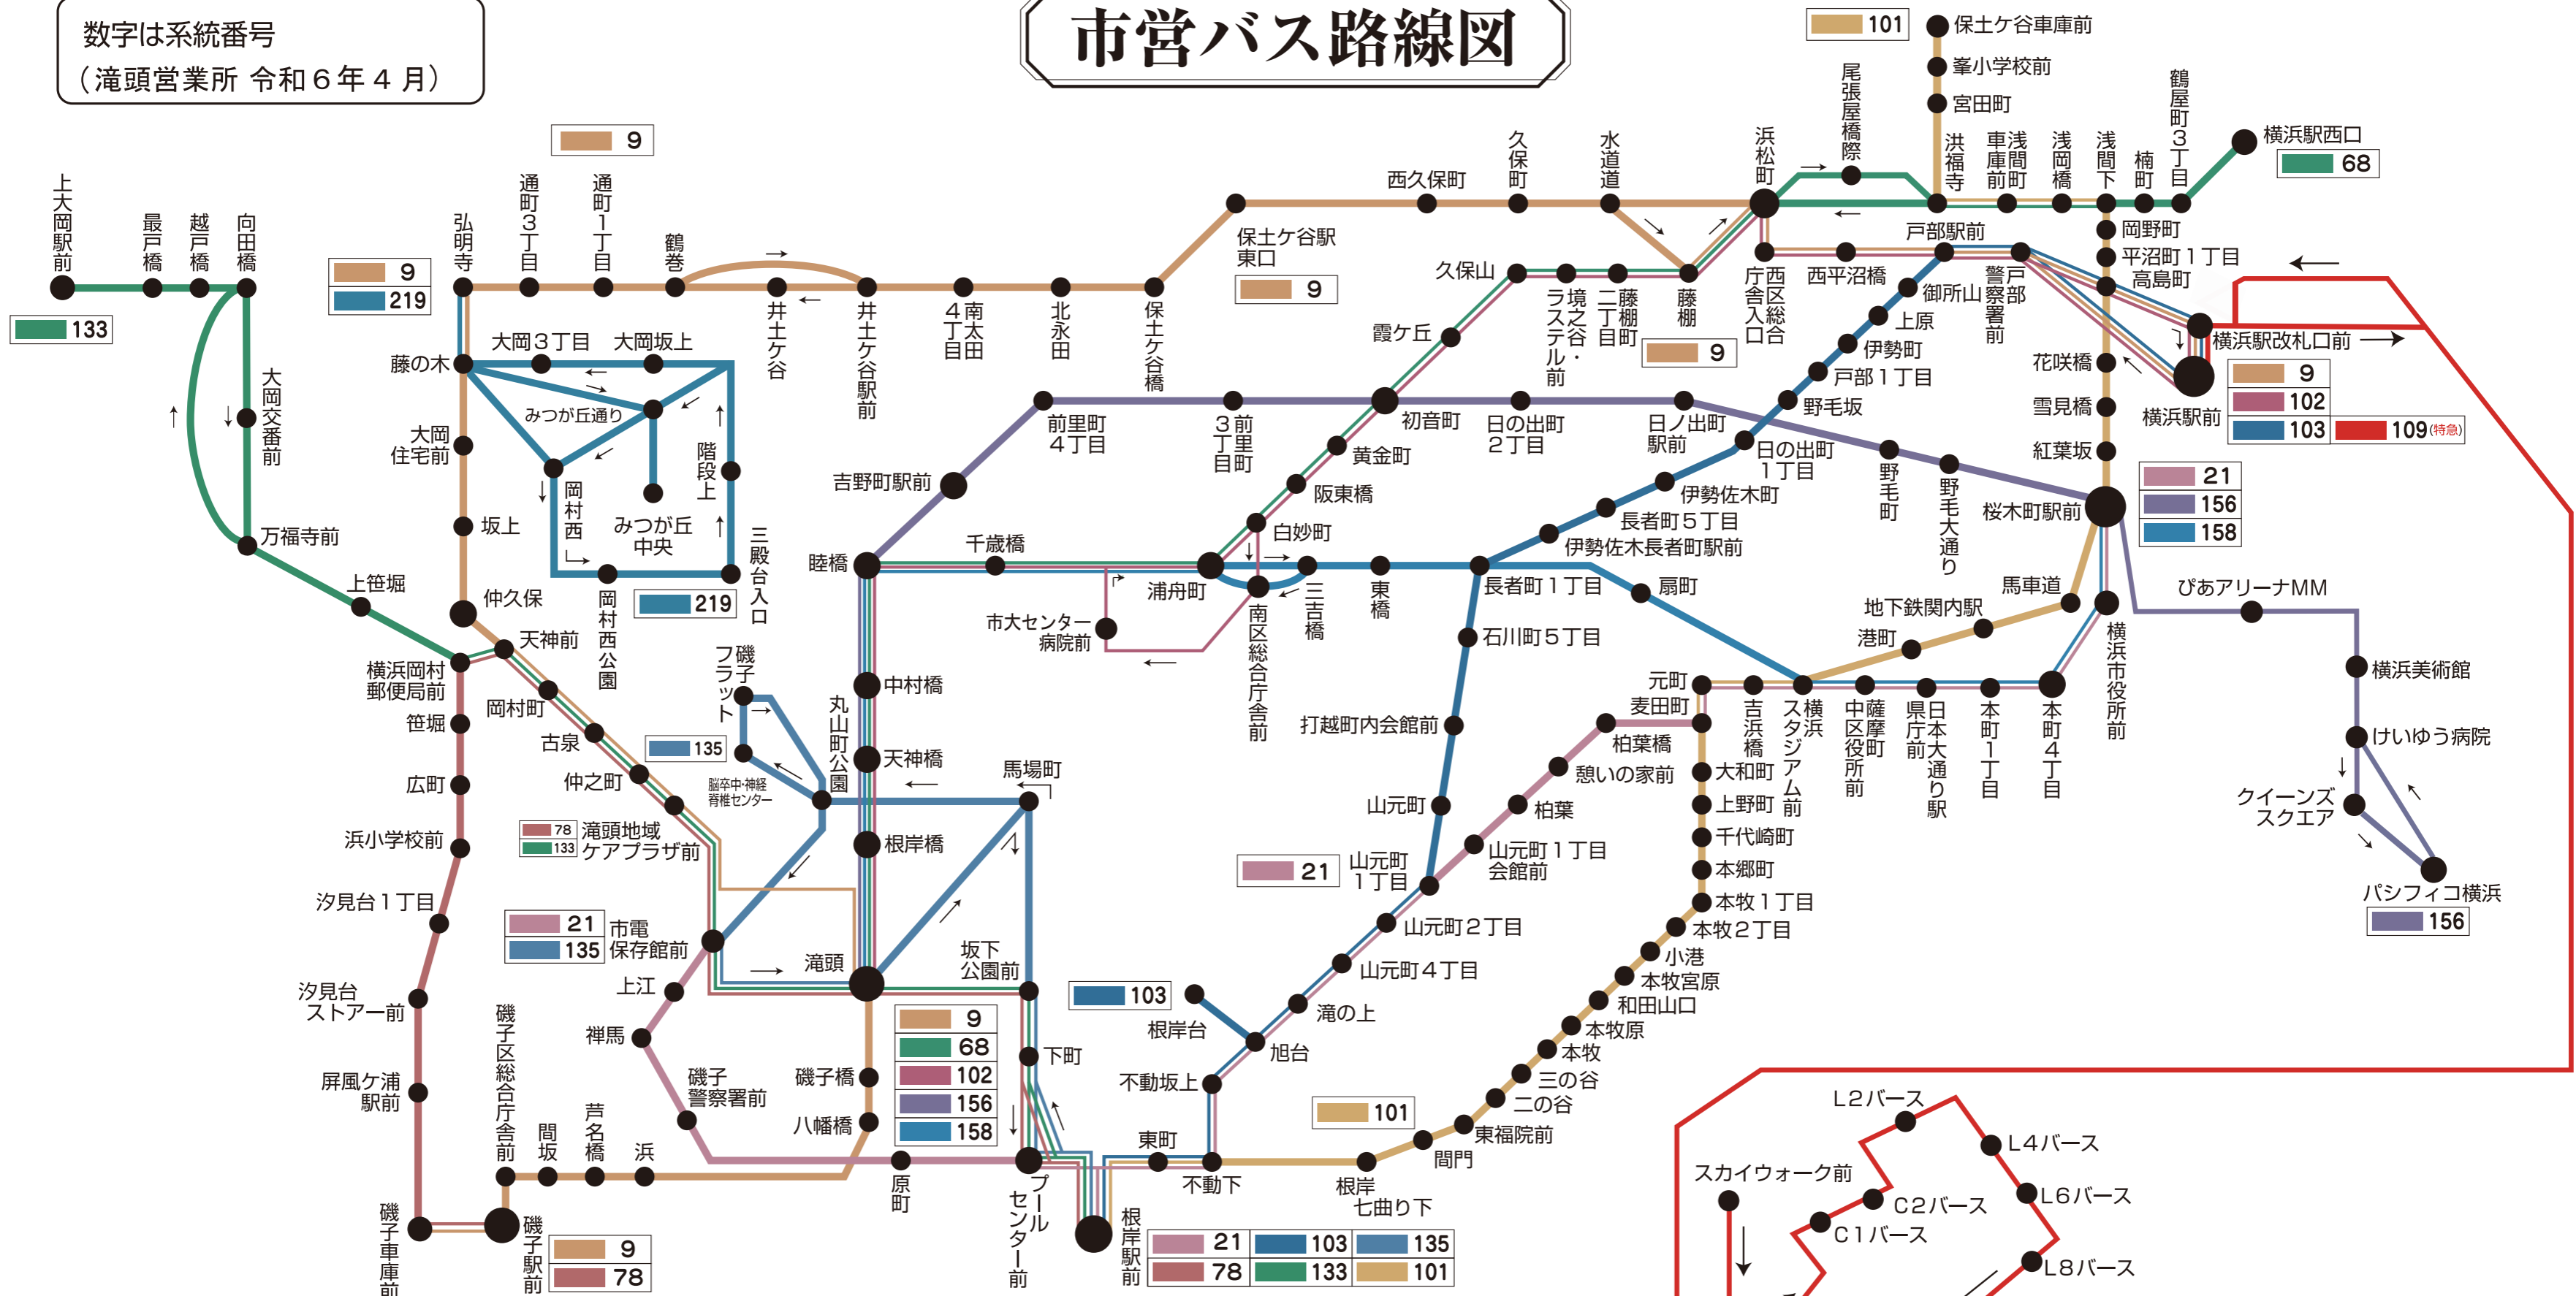 数字は系統番号
（滝頭営業所 令和６年４月）
市営バス路線図
101
保土ケ谷車庫前
峯小学校前
宮田町
尾張屋橋際
鶴屋町３丁目
横浜駅西口
68
洪福寺
浅間町
車庫前
浅岡橋
浅間下
楠町
浜松町
水道道
久保町
西久保町
保土ケ谷駅
東口
9
9
上大岡駅前
最戸橋
越戸橋
向田橋
133
弘明寺
通町３丁目
通町１丁目
鶴巻
9
219
井土ケ谷
井土ケ谷駅前
南太田
４丁目
北永田
保土ケ谷橋
久保山
境之谷・
ラステル前
藤棚町
二丁目
藤棚
9
西区総合
庁舎入口
西平沼橋
戸部駅前
戸部
警察署前
岡野町
平沼町１丁目
高島町
横浜駅改札口前
9
102
103
109(特急)
横浜駅前
御所山
上原
伊勢町
戸部１丁目
野毛坂
花咲橋
雪見橋
紅葉坂
桜木町駅前
21
156
158
藤の木
大岡３丁目
大岡坂上
みつが丘通り
階段上
岡村西
みつが丘
中央
三殿台入口
岡村西公園
219
大岡交番前
大岡
住宅前
坂上
仲久保
万福寺前
上笹堀
横浜岡村
郵便局前
天神前
霞ケ丘
前里町
４丁目
前里町
３丁目
初音町
日の出町
２丁目
日ノ出町
駅前
日の出町
１丁目
野毛町
野毛大通り
吉野町駅前
黄金町
阪東橋
白妙町
伊勢佐木町
長者町５丁目
伊勢佐木長者町駅前
睦橋
千歳橋
浦舟町
市大センター
病院前
南区総合庁舎前
三吉橋
東橋
長者町１丁目
扇町
石川町５丁目
打越町内会館前
馬車道
地下鉄関内駅
港町
横浜市役所前
ぴあアリーナMM
横浜美術館
けいゆう病院
クイーンズ
スクエア
パシフィコ横浜
156
元町
麦田町
吉浜橋
横浜
スタジアム前
薩摩町
中区役所前
日本大通り駅
県庁前
本町１丁目
本町４丁目
柏葉橋
憩いの家前
柏葉
山元町１丁目
会館前
大和町
上野町
千代崎町
本郷町
本牧１丁目
本牧２丁目
小港
本牧宮原
和田山口
本牧原
本牧
三の谷
二の谷
東福院前
間門
根岸
七曲り下
101
岡村町
古泉
仲之町
78
133
滝頭地域
ケアプラザ前
笹堀
広町
浜小学校前
汐見台１丁目
汐見台
ストアー前
屏風ケ浦
駅前
磯子車庫前
磯子駅前
9
78
磯子区総合庁舎前
間坂
芦名橋
浜
磯子
フラット
135
脳卒中・神経
脊椎センター
丸山町公園
中村橋
天神橋
根岸橋
馬場町
21
135
市電
保存館前
上江
禅馬
磯子
警察署前
滝頭
9
68
102
156
158
磯子橋
八幡橋
原町
坂下
公園前
下町
プール
センター前
根岸駅前
21
103
135
78
133
101
東町
不動下
不動坂上
旭台
根岸台
103
滝の上
山元町４丁目
山元町２丁目
山元町
１丁目
21
山元町
スカイウォーク前
L２バース
L４バース
L６バース
L８バース
C２バース
C１バース